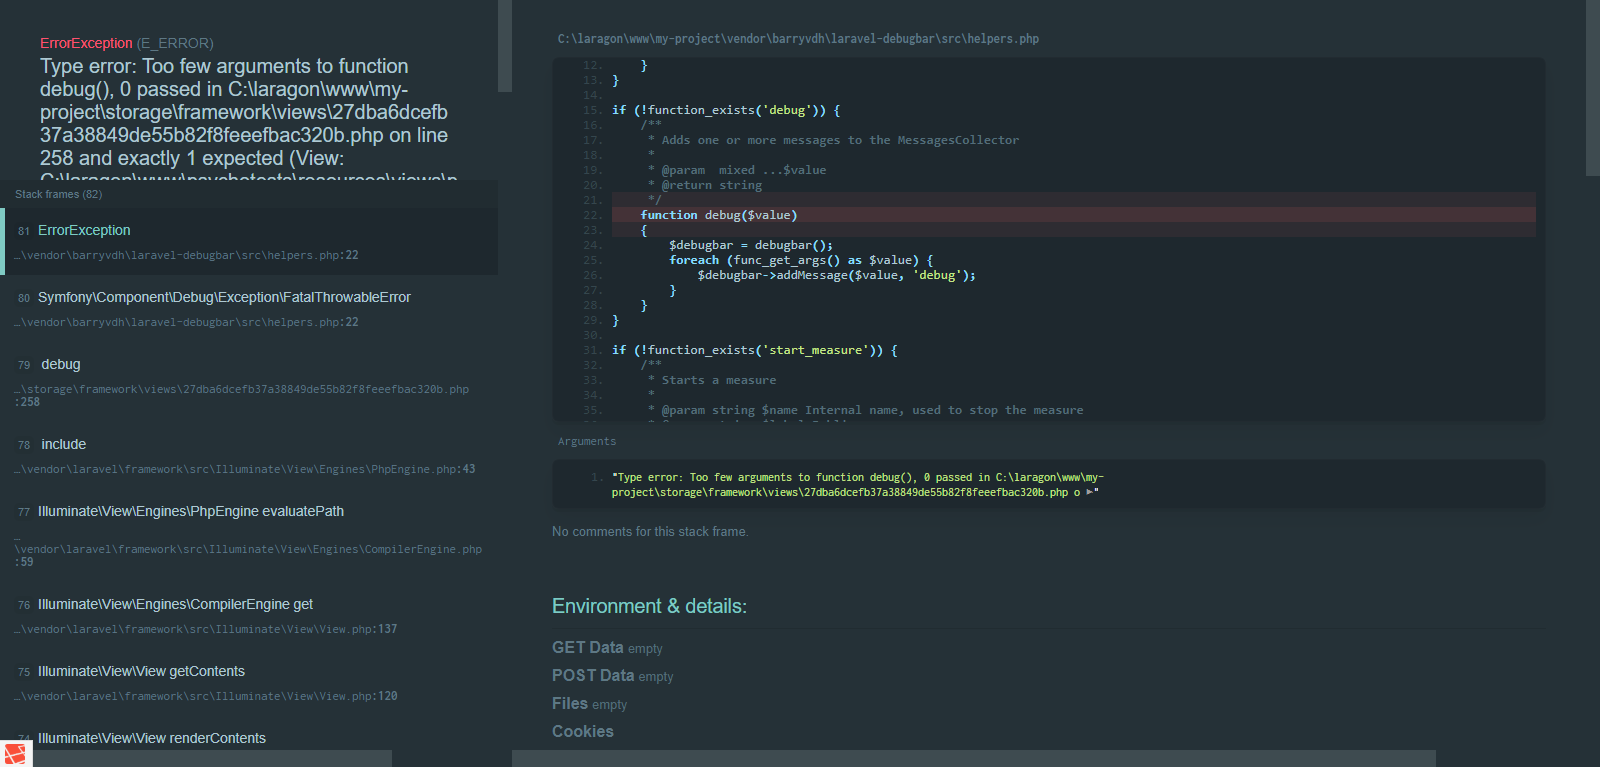 ErrorException (E_ERROR)
Type error: Too few arguments to function
debug(), 0 passed in C:\laragon\www\my-
project\storage\framework\views\27dba6dcefb
37a38849de55b82f8feeefbac320b.php on line
258 and exactly 1 expected (View:
C:\laragon\www\psychotests\resources\views\p
Stack frames (82)
81 ErrorException
…\vendor\barryvdh\laravel-debugbar\src\helpers.php:22
80 Symfony\Component\Debug\Exception\FatalThrowableError
…\vendor\barryvdh\laravel-debugbar\src\helpers.php:22
79 debug
…\storage\framework\views\27dba6dcefb37a38849de55b82f8feeefbac320b.php
:258
78 include
…\vendor\laravel\framework\src\Illuminate\View\Engines\PhpEngine.php:43
77 Illuminate\View\Engines\PhpEngine evaluatePath
…
\vendor\laravel\framework\src\Illuminate\View\Engines\CompilerEngine.php
:59
76 Illuminate\View\Engines\CompilerEngine get
…\vendor\laravel\framework\src\Illuminate\View\View.php:137
75 Illuminate\View\View getContents
…\vendor\laravel\framework\src\Illuminate\View\View.php:120
74 Illuminate\View\View renderContents
C:\laragon\www\my-project\vendor\barryvdh\laravel-debugbar\src\helpers.php
12. }
13. }
14.
15. if (!function_exists('debug')) {
16. /**
17. * Adds one or more messages to the MessagesCollector
18. *
19. * @param  mixed ...$value
20. * @return string
21. */
22. function debug($value)
23. {
24. $debugbar = debugbar();
25. foreach (func_get_args() as $value) {
26. $debugbar->addMessage($value, 'debug');
27. }
28. }
29. }
30.
31. if (!function_exists('start_measure')) {
32. /**
33. * Starts a measure
34. *
35. * @param string $name Internal name, used to stop the measure
Arguments
1. "Type error: Too few arguments to function debug(), 0 passed in C:\laragon\www\my-
project\storage\framework\views\27dba6dcefb37a38849de55b82f8feeefbac320b.php o ▶"
No comments for this stack frame.
Environment & details:
GET Data empty
POST Data empty
Files empty
Cookies